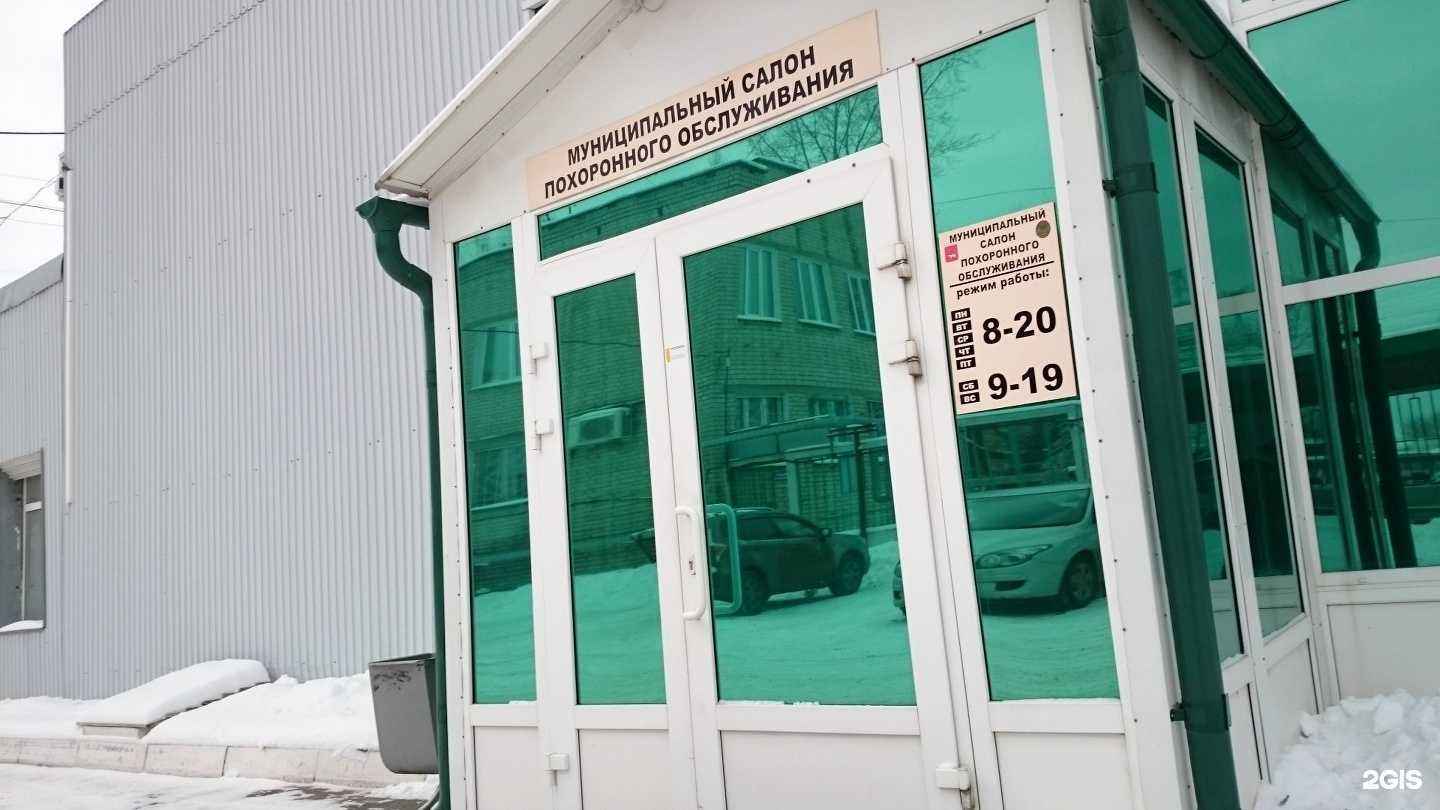 МУНИЦИПАЛЬНЫЙ САЛОН
ПОХОРОННОГО ОБСЛУЖИВАНИЯ
МУНИЦИПАЛЬНЫЙ
САЛОН
ПОХОРОННОГО
ОБСЛУЖИВАНИЯ
режим работы:
ПН
ВТ
СР
ЧТ
ПТ
8-20
СБ
ВС
9-19
2GIS